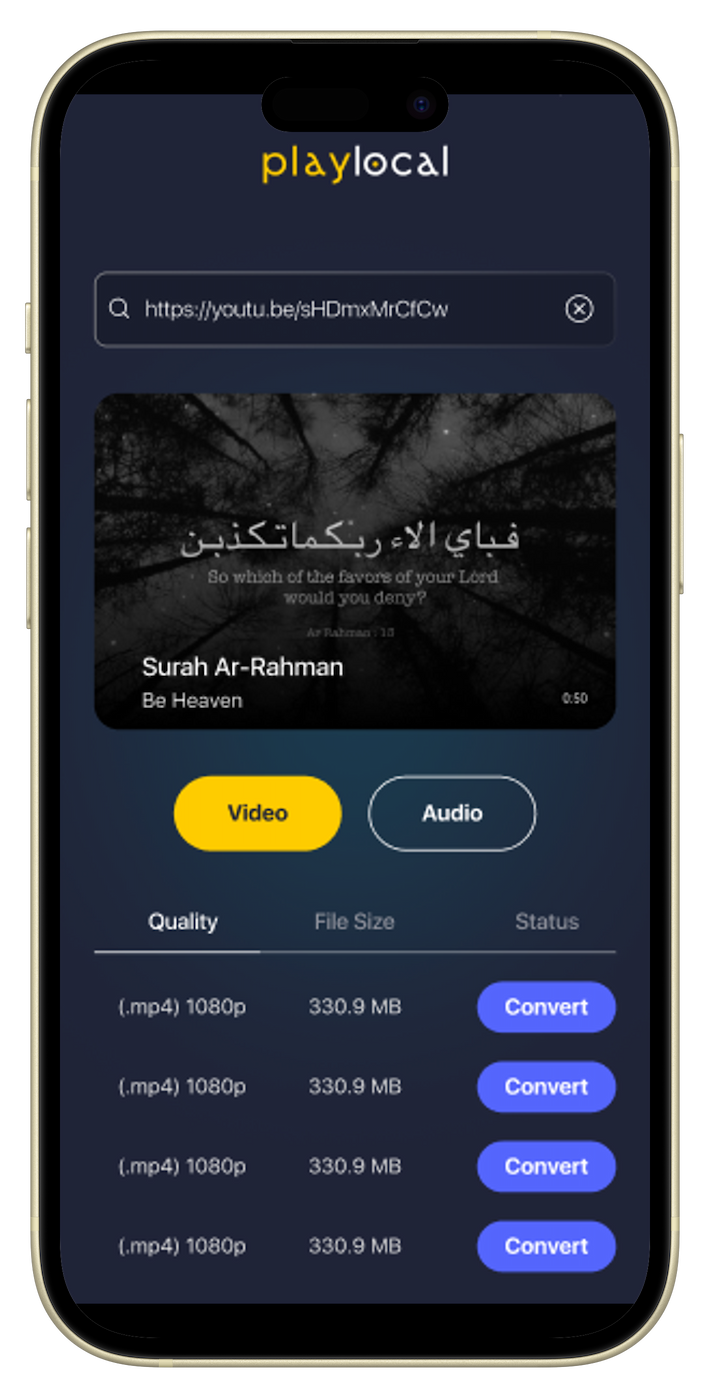 playlocal
https://youtu.be/sHDmxMrCfCw
فباي الاء ربكماتكذبن
So which of the favors of your Lord
would you deny?
Ar Rahman : 13
Surah Ar-Rahman
Be Heaven
0:50
Video Audio
Quality File Size Status
(.mp4) 1080p 330.9 MB Convert
(.mp4) 1080p 330.9 MB Convert
(.mp4) 1080p 330.9 MB Convert
(.mp4) 1080p 330.9 MB Convert